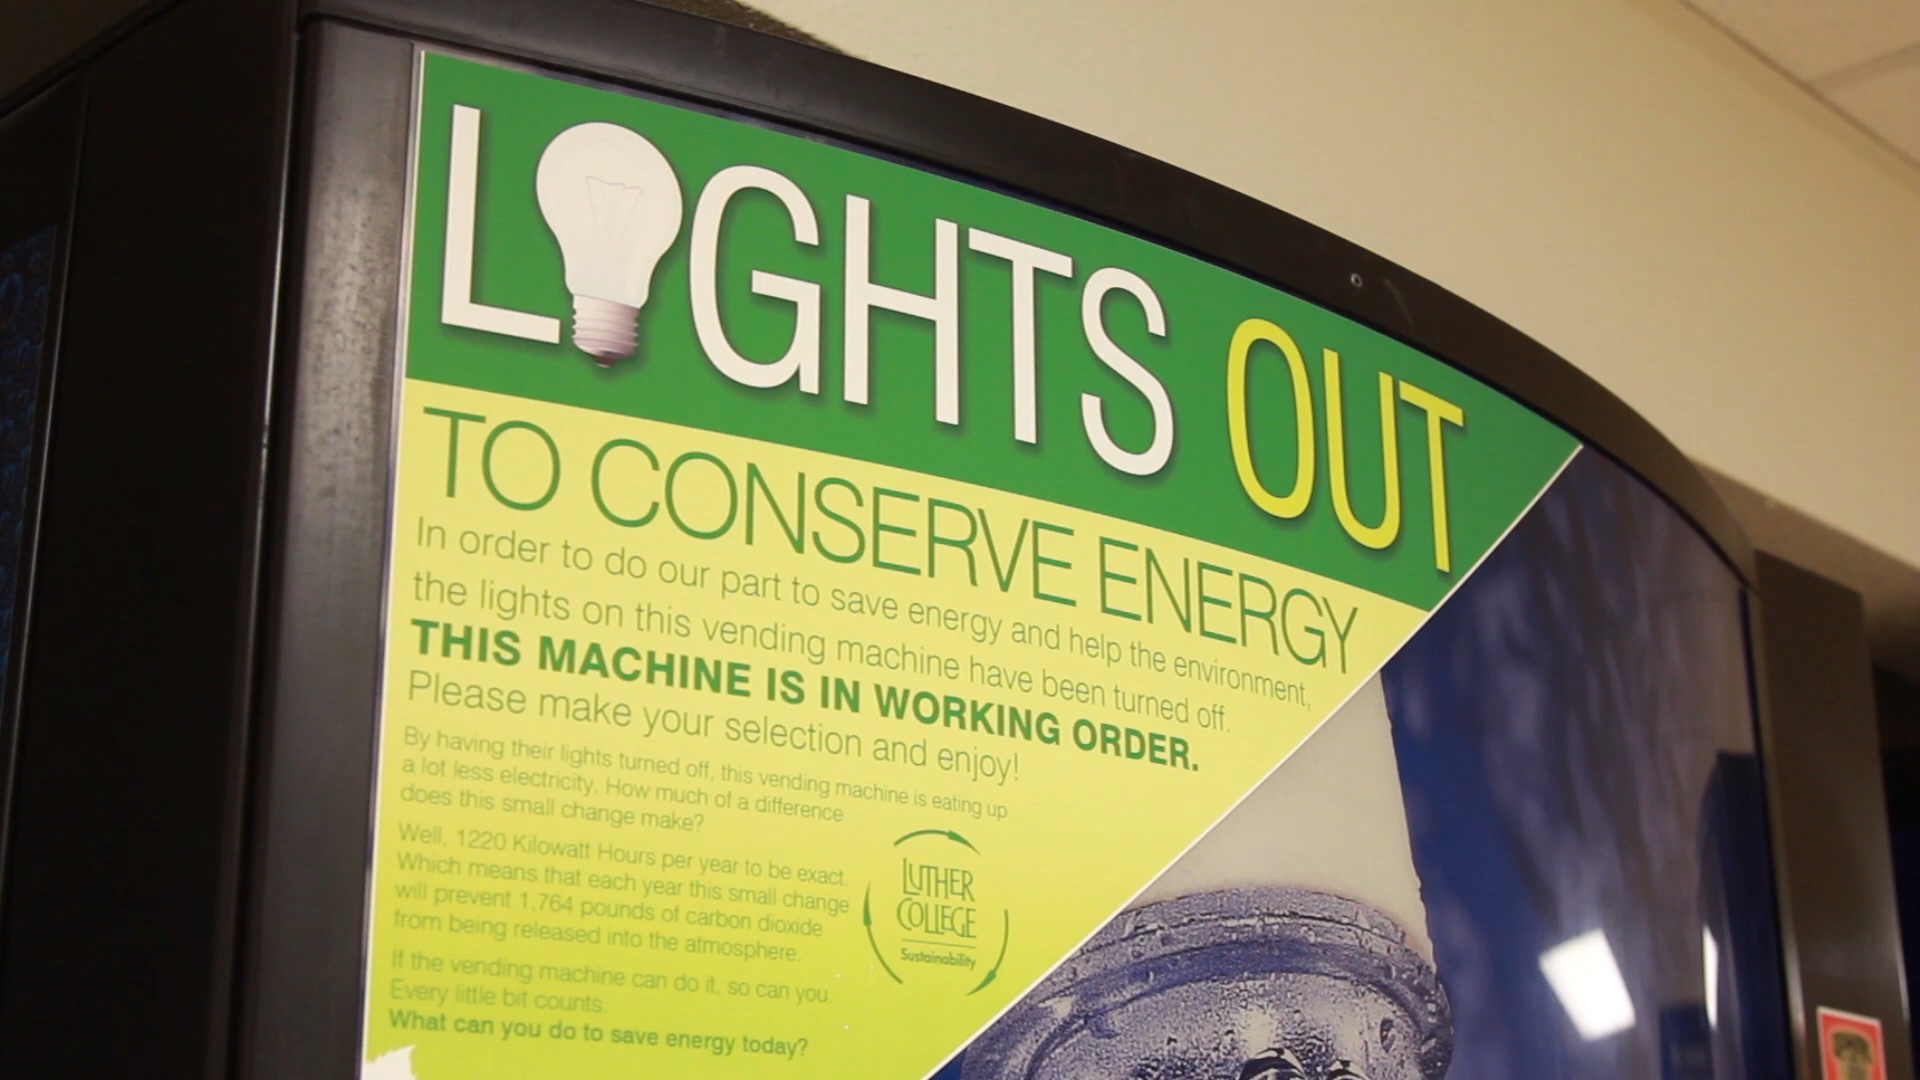 LIGHTS OUT
TO CONSERVE ENERGY
In order to do our part to save energy and help the environment,
the lights on this vending machine have been turned off.
THIS MACHINE IS IN WORKING ORDER.
Please make your selection and enjoy!
By having their lights turned off, this vending machine is eating up
a lot less electricity. How much of a difference
does this small change make?
Well, 1220 Kilowatt Hours per year to be exact.
Which means that each year this small change
will prevent 1,764 pounds of carbon dioxide
from being released into the atmosphere.
If the vending machine can do it, so can you.
Every little bit counts.
What can you do to save energy today?
LUTHER
COLLEGE
Sustainability